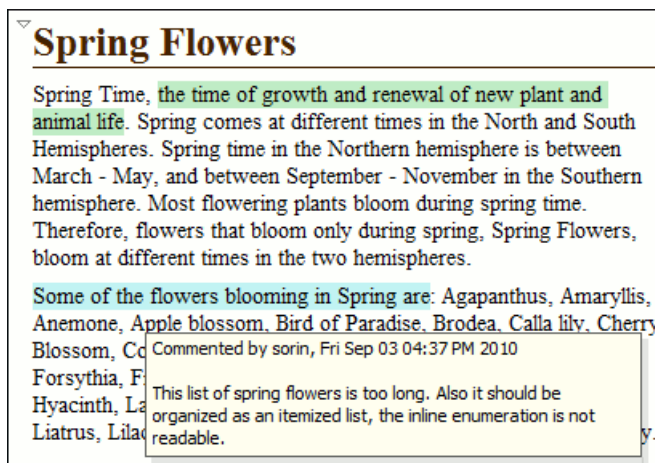 Spring Flowers
Spring Time, the time of growth and renewal of new plant and
animal life. Spring comes at different times in the North and South
Hemispheres. Spring time in the Northern hemisphere is between
March - May, and between September - November in the Southern
hemisphere. Most flowering plants bloom during spring time.
Therefore, flowers that bloom only during spring, Spring Flowers,
bloom at different times in the two hemispheres.
Some of the flowers blooming in Spring are: Agapanthus, Amaryllis,
Anemone, Apple blossom, Bird of Paradise, Brodea, Calla lily, Cherry
Blossom,
Commented by sorin, Fri Sep 03 04:37 PM 2010
Forsythia,
This list of spring flowers is too long. Also it should be
Hyacinth,
organized as an itemized list, the inline enumeration is not
Liatrus,
readable.